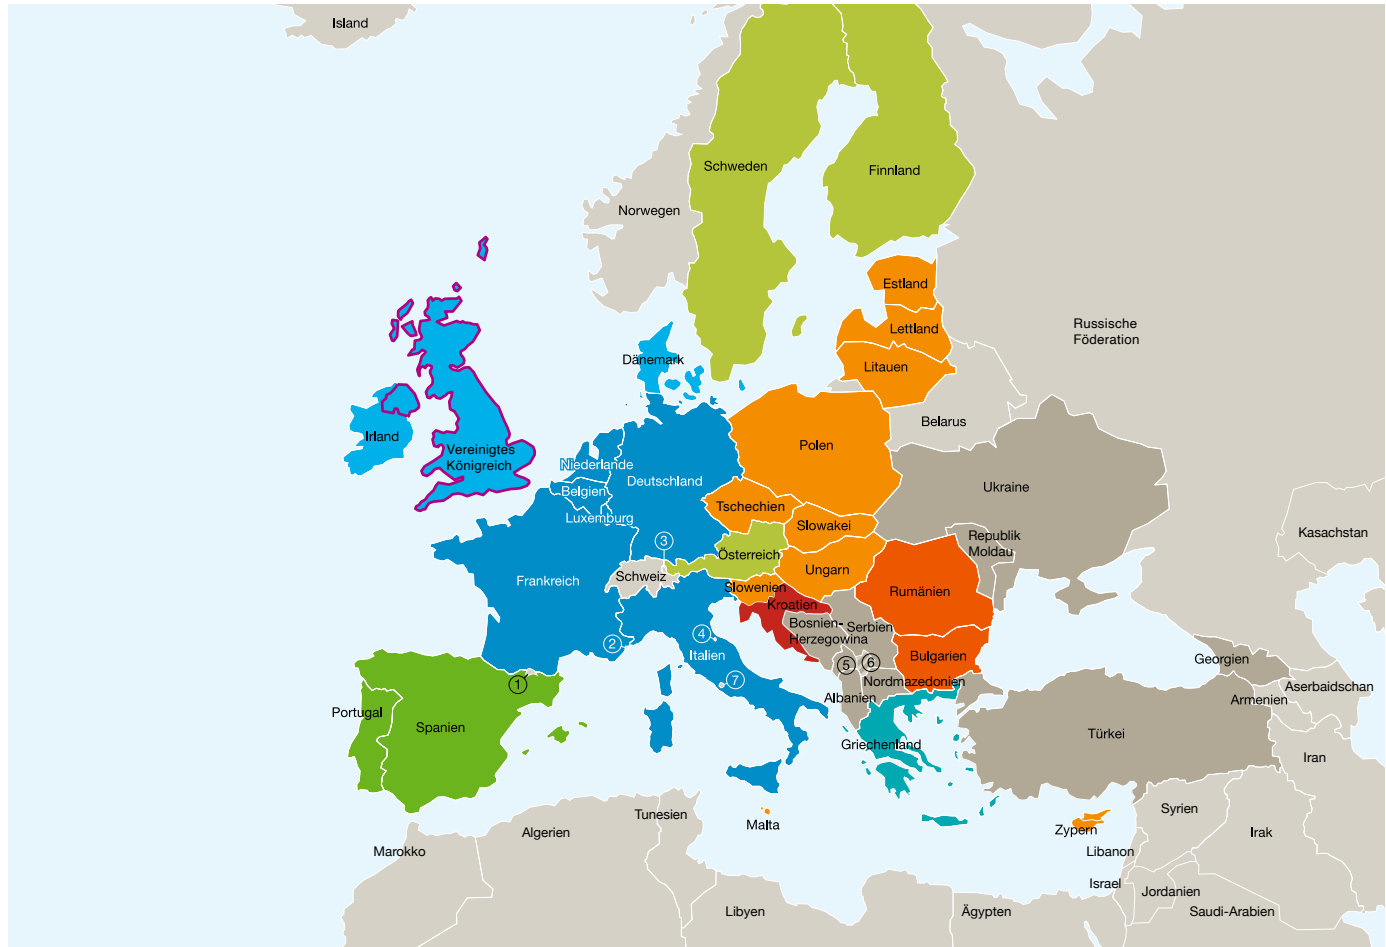 Island
Schweden
Finnland
Norwegen
Estland
Lettland
Russische
Föderation
Dänemark
Litauen
Belarus
Irland
Vereinigtes
Königreich
Polen
Niederlande
Deutschland
Belgien
Ukraine
Tschechien
Luxemburg
Slowakei
Republik
Moldau
Kasachstan
3
Österreich
Schweiz
Ungarn
Frankreich
Slowenien
Rumänien
Kroatien
Bosnien-
Herzegowina
Serbien
4
2
Italien
Bulgarien
5
6
Georgien
7
1
Nordmazedonien
Aserbaidschan
Albanien
Armenien
Portugal
Spanien
Türkei
Griechenland
Iran
Syrien
Tunesien
Malta
Zypern
Algerien
Irak
Marokko
Libanon
Israel
Jordanien
Libyen
Ägypten
Saudi-Arabien